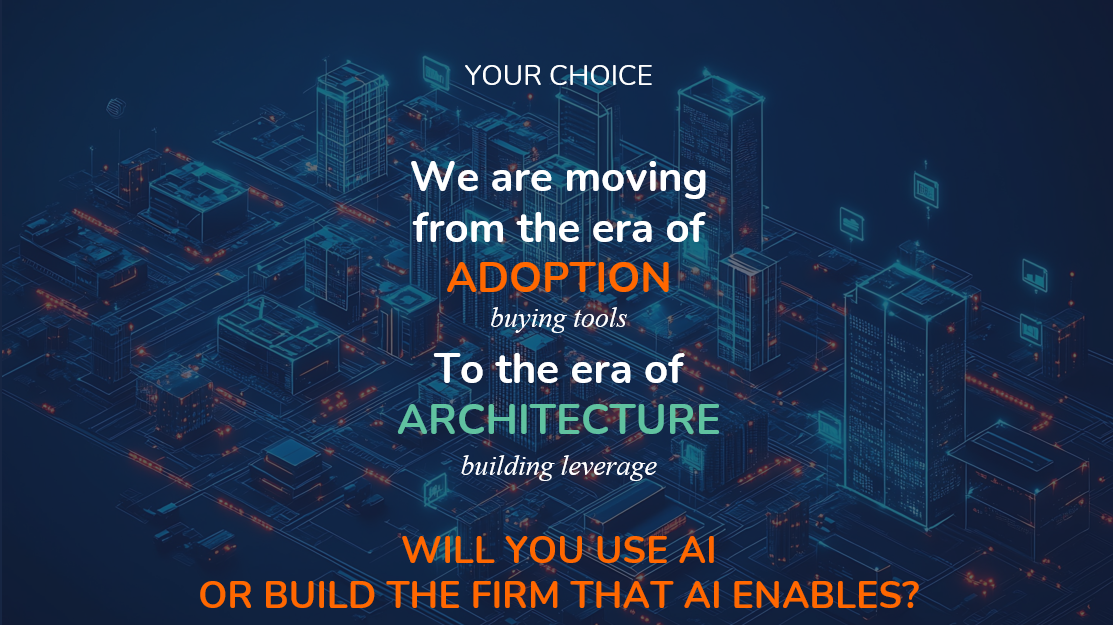 YOUR CHOICE
We are moving
from the era of
ADOPTION
buying tools
To the era of
ARCHITECTURE
building leverage
WILL YOU USE AI
OR BUILD THE FIRM THAT AI ENABLES?